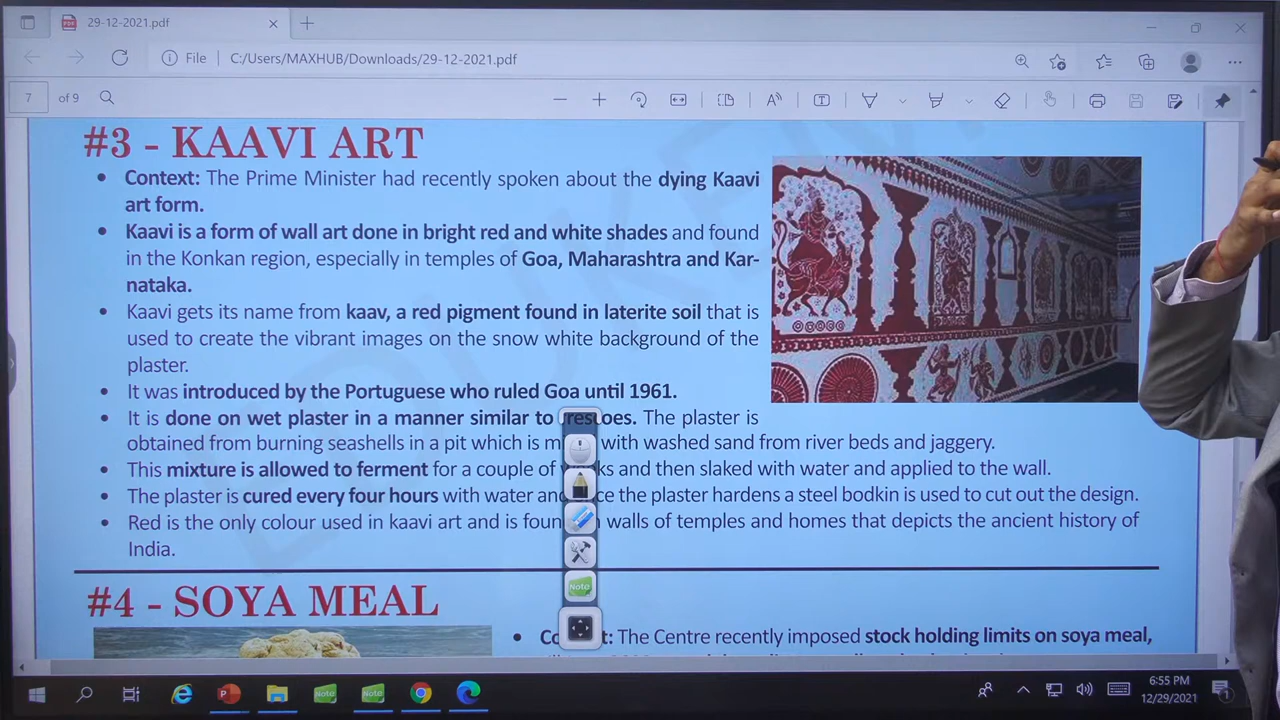 29-12-2021.pdf
File C:/Users/MAXHUB/Downloads/29-12-2021.pdf
7 of 9
#3 - KAAVI ART
• Context: The Prime Minister had recently spoken about the dying Kaavi
art form.
• Kaavi is a form of wall art done in bright red and white shades and found
in the Konkan region, especially in temples of Goa, Maharashtra and Kar-
nataka.
• Kaavi gets its name from kaav, a red pigment found in laterite soil that is
used to create the vibrant images on the snow white background of the
plaster.
• It was introduced by the Portuguese who ruled Goa until 1961.
• It is done on wet plaster in a manner similar to frescoes. The plaster is
obtained from burning seashells in a pit which is with washed sand from river beds and jaggery.
• This mixture is allowed to ferment for a couple of and then slaked with water and applied to the wall.
• The plaster is cured every four hours with water the plaster hardens a steel bodkin is used to cut out the design.
• Red is the only colour used in kaavi art and is walls of temples and homes that depicts the ancient history of
India.
#4 - SOYA MEAL
• The Centre recently imposed stock holding limits on soya meal,
Note
Note
Note
6:55 PM
12/29/2021